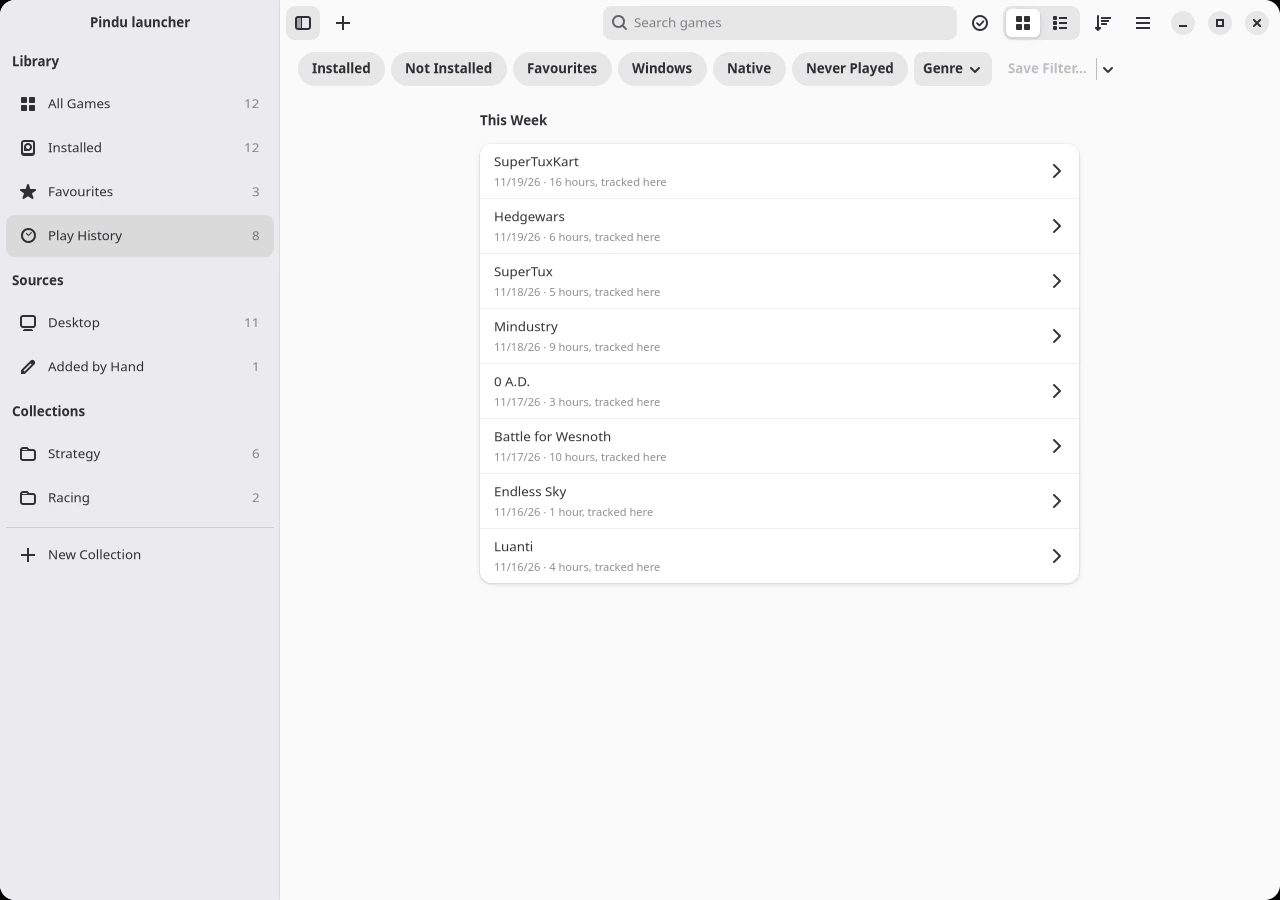 Pindu launcher
Library
All Games 12
Installed 12
Favourites 3
Play History 8
Sources
Desktop 11
Added by Hand 1
Collections
Strategy 6
Racing 2
New Collection
Search games
Installed Not Installed Favourites Windows Native Never Played Genre Save Filter...
This Week
SuperTuxKart
11/19/26 · 16 hours, tracked here
Hedgewars
11/19/26 · 6 hours, tracked here
SuperTux
11/18/26 · 5 hours, tracked here
Mindustry
11/18/26 · 9 hours, tracked here
0 A.D.
11/17/26 · 3 hours, tracked here
Battle for Wesnoth
11/17/26 · 10 hours, tracked here
Endless Sky
11/16/26 · 1 hour, tracked here
Luanti
11/16/26 · 4 hours, tracked here